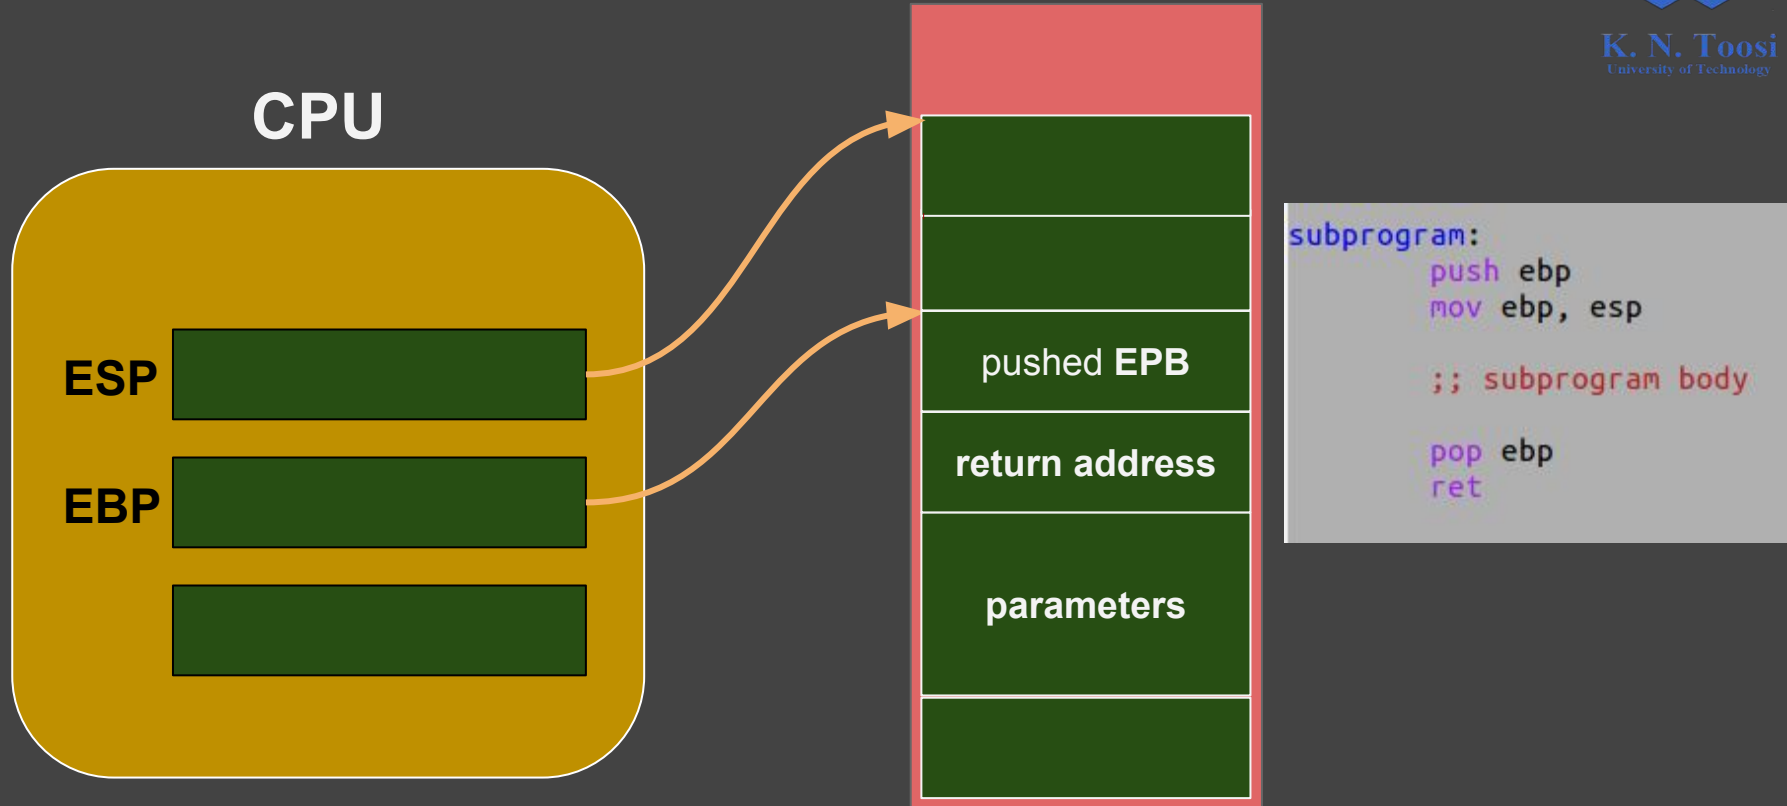 K. N. Toosi
University of Technology
CPU
ESP
EBP
pushed EPB
return address
parameters
subprogram:
push ebp
mov ebp, esp
;; subprogram body
pop ebp
ret